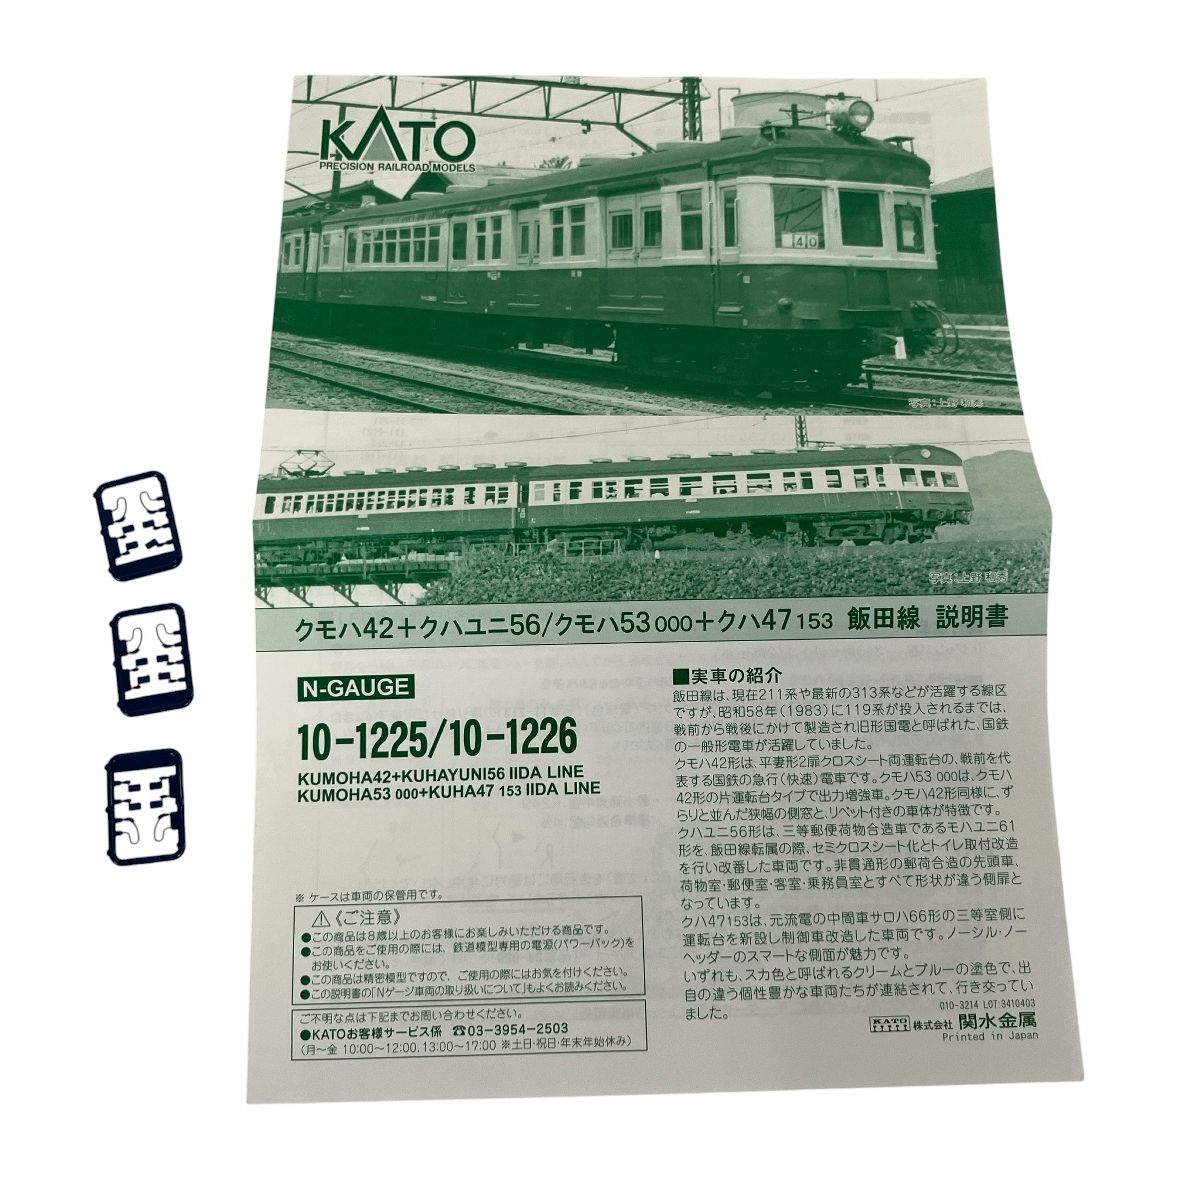 KATO
PRECISION RAILROAD MODELS
40
写真:上野 和秀
写真:上野 和秀
クモハ42+クハユニ56/クモハ53 000+クハ47 153 飯田線 説明書
N-GAUGE
10-1225/10-1226
KUMOHA42+KUHAYUNI56 IIDA LINE
KUMOHA53 000+KUHA47 153 IIDA LINE
※ ケースは車両の保管用です。
⚠《ご注意》
●この商品は8歳以上のお客様にお楽しみいただける商品です。
●この商品をご使用の際には、鉄道模型専用の電源(パワーパック)を
お使いください。
●この商品は精密模型ですので、ご使用の際にはお気を付けください。
●この説明書の「Nゲージ車両の取り扱いについて」もよくお読みください。
ご不明な点は下記までお問い合わせください。
●KATOお客様サービス係 ☎03-3954-2503
(月〜金 10:00〜12:00、13:00〜17:00 ※土日・祝日・年末年始休み)
■実車の紹介
飯田線は、現在211系や最新の313系などが活躍する線区
ですが、昭和58年(1983)に119系が投入されるまでは、
戦前から戦後にかけて製造され旧形国電と呼ばれた、国鉄
の一般形電車が活躍していました。
クモハ42形は、平妻形2扉クロスシート両運転台の、戦前を代
表する国鉄の急行(快速)電車です。クモハ53 000は、クモハ
42形の片運転台タイプで出力増強車。クモハ42形同様に、ず
らりと並んだ狭幅の側窓と、リベット付きの車体が特徴です。
クハユニ56形は、三等郵便荷物合造車であるモハユニ61
形を、飯田線転属の際、セミクロスシート化とトイレ取付改造
を行い改番した車両です。非貫通形の郵荷合造の先頭車、
荷物室・郵便室・客室・乗務員室とすべて形状が違う側扉と
なっています。
クハ47153は、元流電の中間車サロハ66形の三等室側に
運転台を新設し制御車改造した車両です。ノーシル・ノー
ヘッダーのスマートな側面が魅力です。
いずれも、スカ色と呼ばれるクリームとブルーの塗色で、出
自の違う個性豊かな車両たちが連結されて、行き交ってい
ました。
010-3214 LOT:3410403
KATO 株式会社 関水金属
Printed in Japan